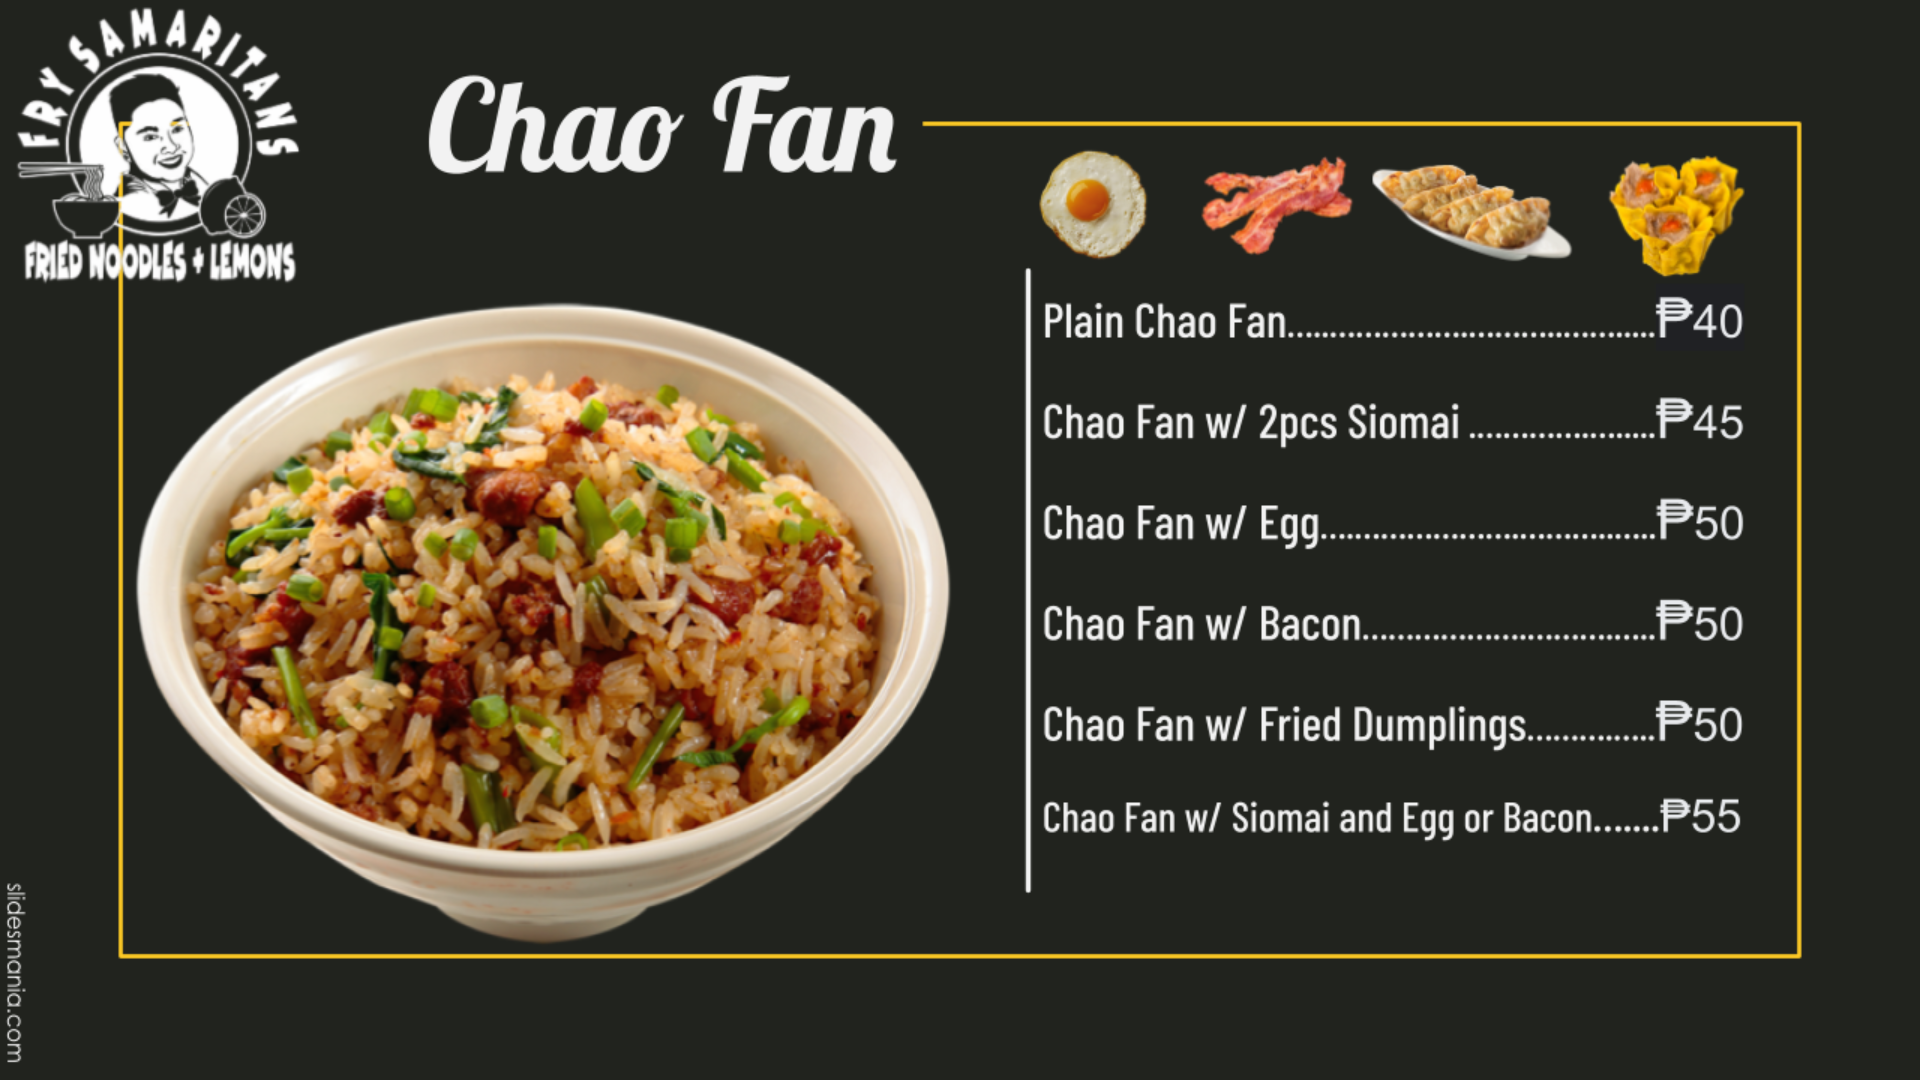 FRY SAMARITANS
FRIED NOODLES + LEMONS
Chao Fan
Plain Chao Fan...........................................₱40
Chao Fan w/ 2pcs Siomai ......................₱45
Chao Fan w/ Egg.......................................₱50
Chao Fan w/ Bacon..................................₱50
Chao Fan w/ Fried Dumplings...............₱50
Chao Fan w/ Siomai and Egg or Bacon.......₱55
slidesmania.com